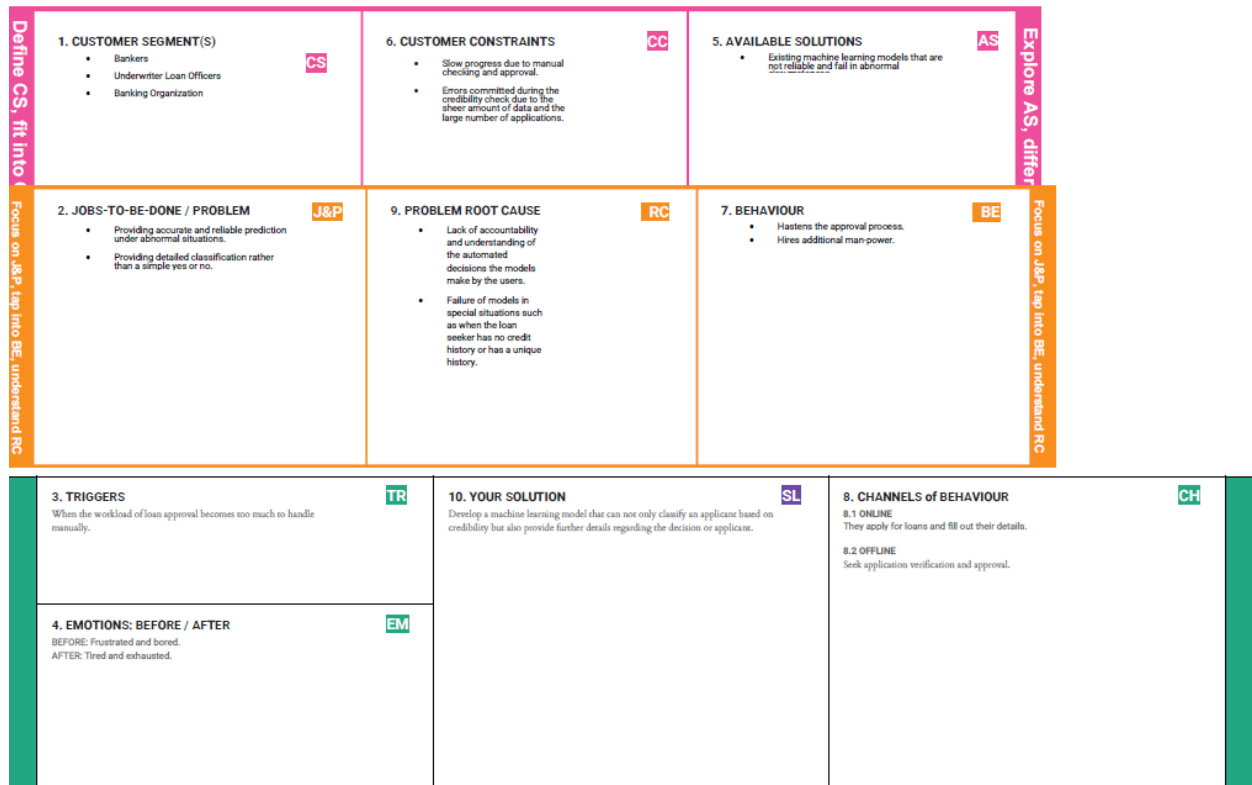 Define CS, fit into
1. CUSTOMER SEGMENT(S)
CS
• Bankers
• Underwriter Loan Officers
• Banking Organization
6. CUSTOMER CONSTRAINTS
CC
• Slow progress due to manual
checking and approval.
• Errors committed during the
credibility check due to the
sheer amount of data and the
large number of applications.
5. AVAILABLE SOLUTIONS
AS
• Existing machine learning models that are
not reliable and fail in abnormal
Explore AS, differ
Focus on J&P, tap into BE, understand RC
2. JOBS-TO-BE-DONE / PROBLEM
J&P
• Providing accurate and reliable prediction
under abnormal situations.
• Providing detailed classification rather
than a simple yes or no.
9. PROBLEM ROOT CAUSE
RC
• Lack of accountability
and understanding of
the automated
decisions the models
make by the users.
• Failure of models in
special situations such
as when the loan
seeker has no credit
history or has a unique
history.
7. BEHAVIOUR
BE
• Hastens the approval process.
• Hires additional man-power.
Focus on J&P, tap into BE, understand RC
3. TRIGGERS
TR
When the workload of loan approval becomes too much to handle
manually.
4. EMOTIONS: BEFORE / AFTER
EM
BEFORE: Frustrated and bored.
AFTER: Tired and exhausted.
10. YOUR SOLUTION
SL
Develop a machine learning model that can not only classify an applicant based on
credibility but also provide further details regarding the decision or applicant.
8. CHANNELS of BEHAVIOUR
CH
8.1 ONLINE
They apply for loans and fill out their details.
8.2 OFFLINE
Seek application verification and approval.